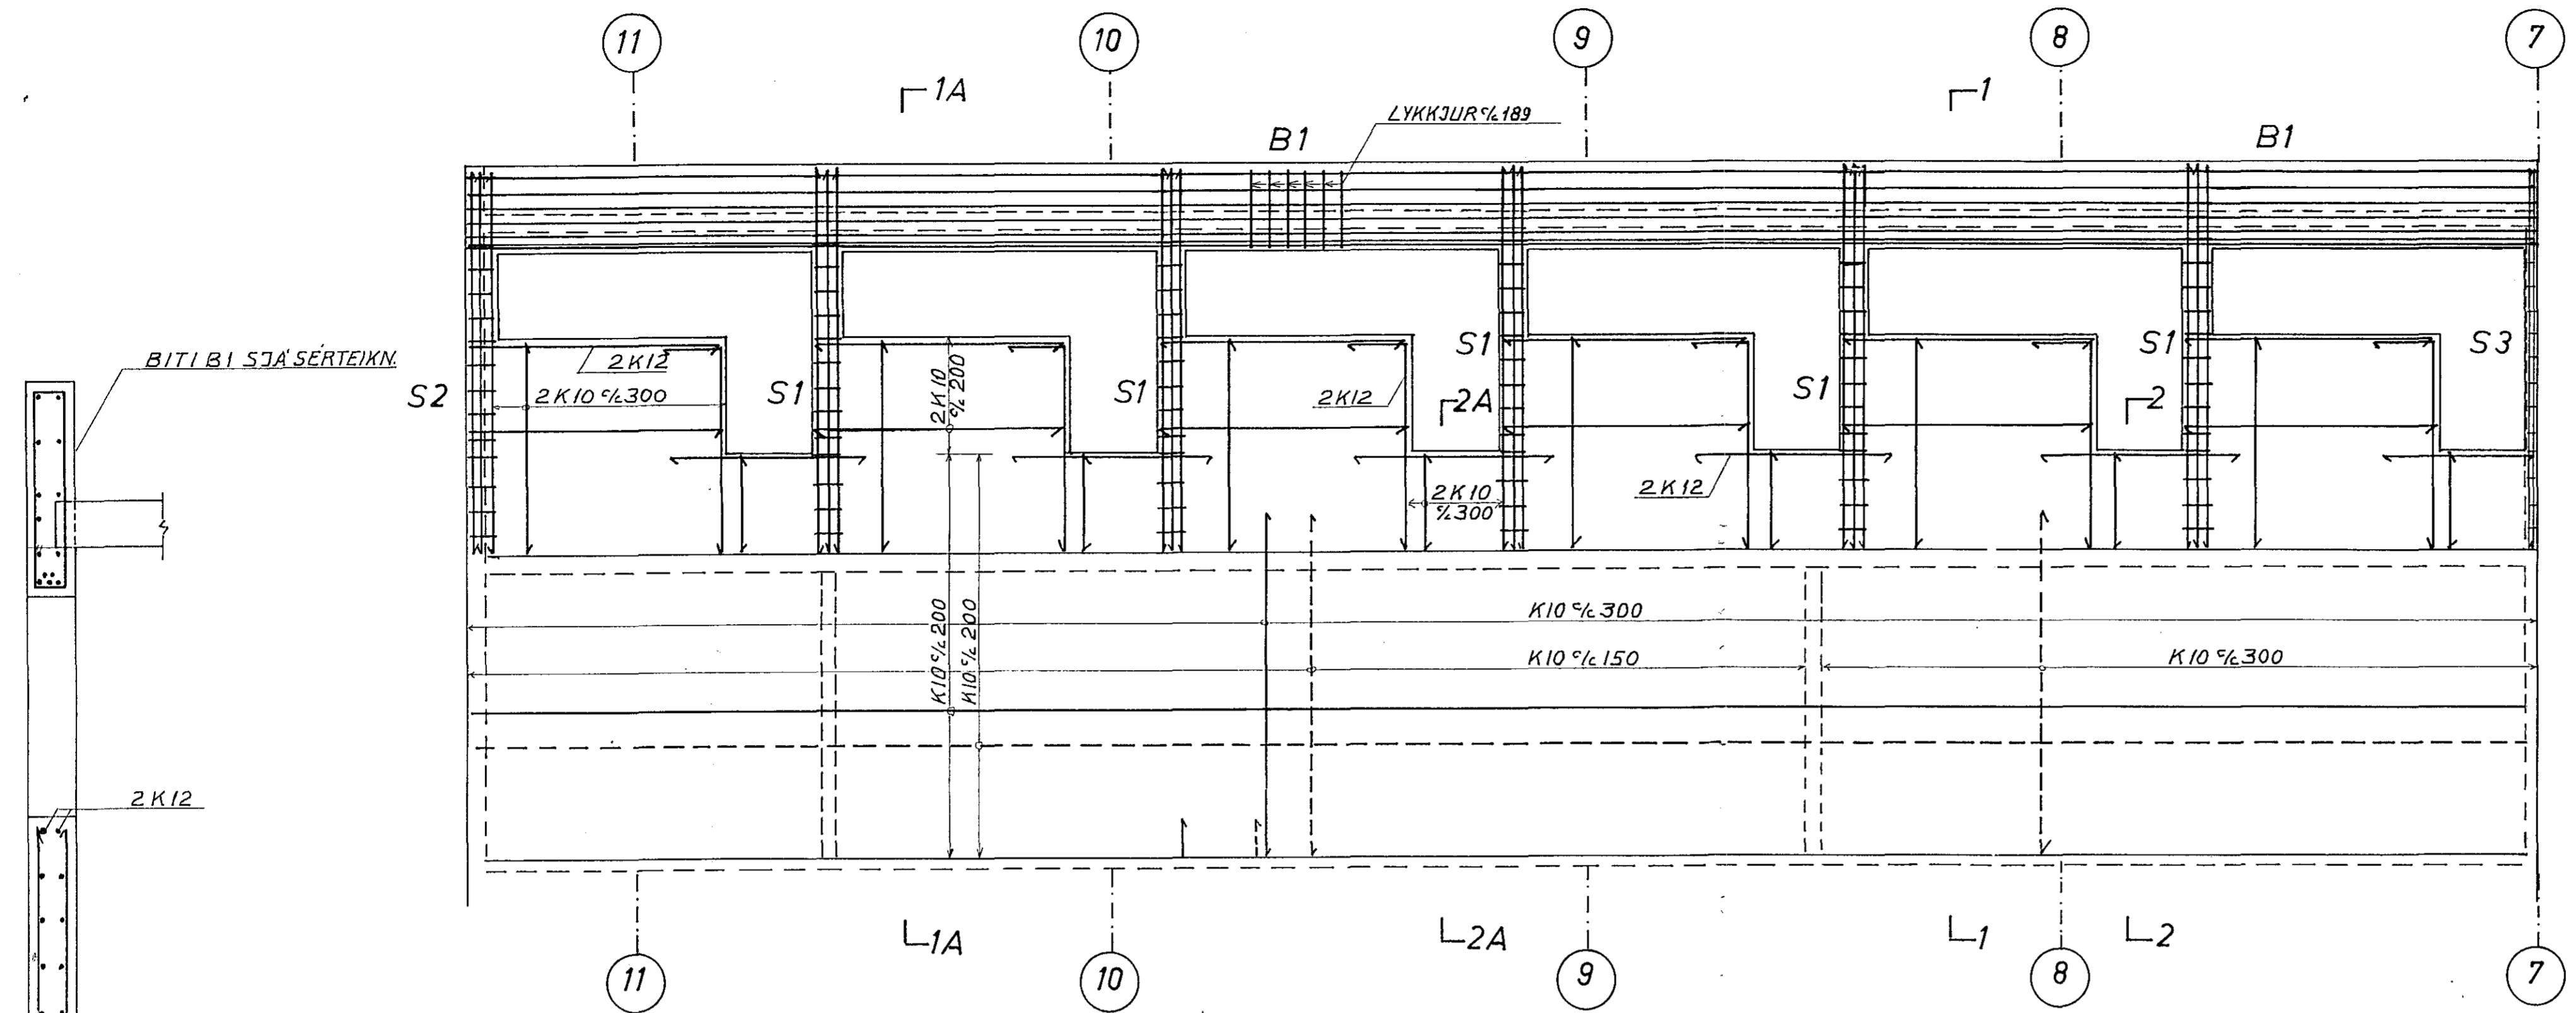 11
10
9
8
7
1A
1
LYKKJUR c/c 189
B1
B1
BITI B1 SJÁ SÉRTEIKN.
2K12
2K10 c/c 300
S2
S1
2K10
c/c 200
S1
2K12
S1
2A
S1
S1
2
S3
2K10
c/c 300
2K12
K10 c/c 200
K10 c/c 200
K10 c/c 300
K10 c/c 150
K10 c/c 300
2K12
1A
2A
1
2
11
10
9
8
7